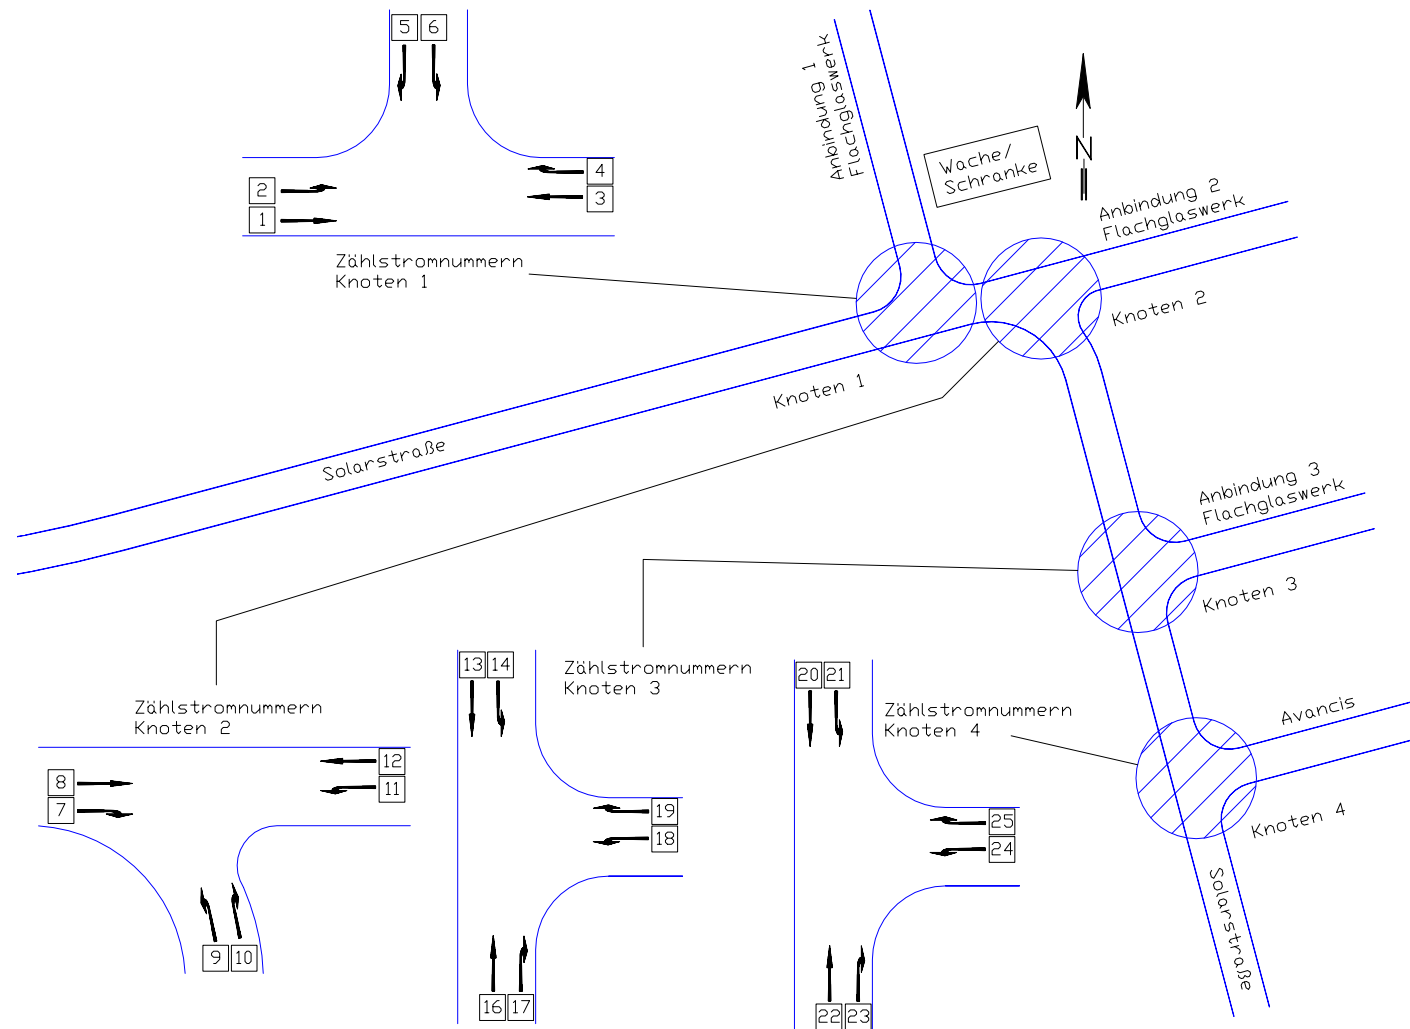 5 6
2
1
4
3
Zählstromnummern
Knoten 1
Anbindung 1
Flachglaswerk
Wache/
Schranke
N
Anbindung 2
Flachglaswerk
Knoten 2
Knoten 1
Solarstraße
Anbindung 3
Flachglaswerk
Knoten 3
Avancis
Knoten 4
Solarstraße
Zählstromnummern
Knoten 2
8
7
12
11
9 10
13 14
Zählstromnummern
Knoten 3
19
18
16 17
20 21
Zählstromnummern
Knoten 4
25
24
22 23